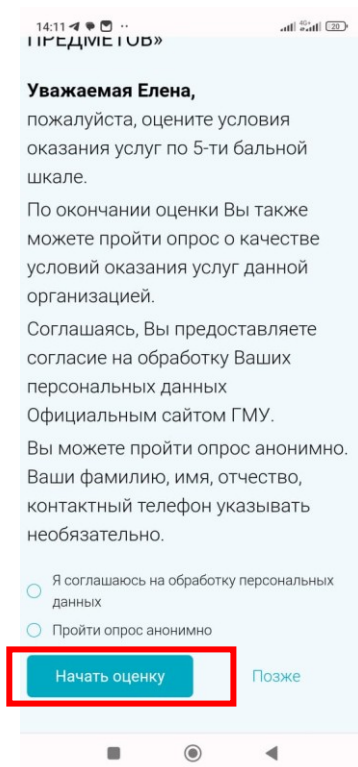 14:11
4G+
20
ПРЕДМЕТОВ»
Уважаемая Елена,
пожалуйста, оцените условия
оказания услуг по 5-ти бальной
шкале.
По окончании оценки Вы также
можете пройти опрос о качестве
условий оказания услуг данной
организацией.
Соглашаясь, Вы предоставляете
согласие на обработку Ваших
персональных данных
Официальным сайтом ГМУ.
Вы можете пройти опрос анонимно.
Ваши фамилию, имя, отчество,
контактный телефон указывать
необязательно.
Я соглашаюсь на обработку персональных
данных
Пройти опрос анонимно
Начать оценку
Позже